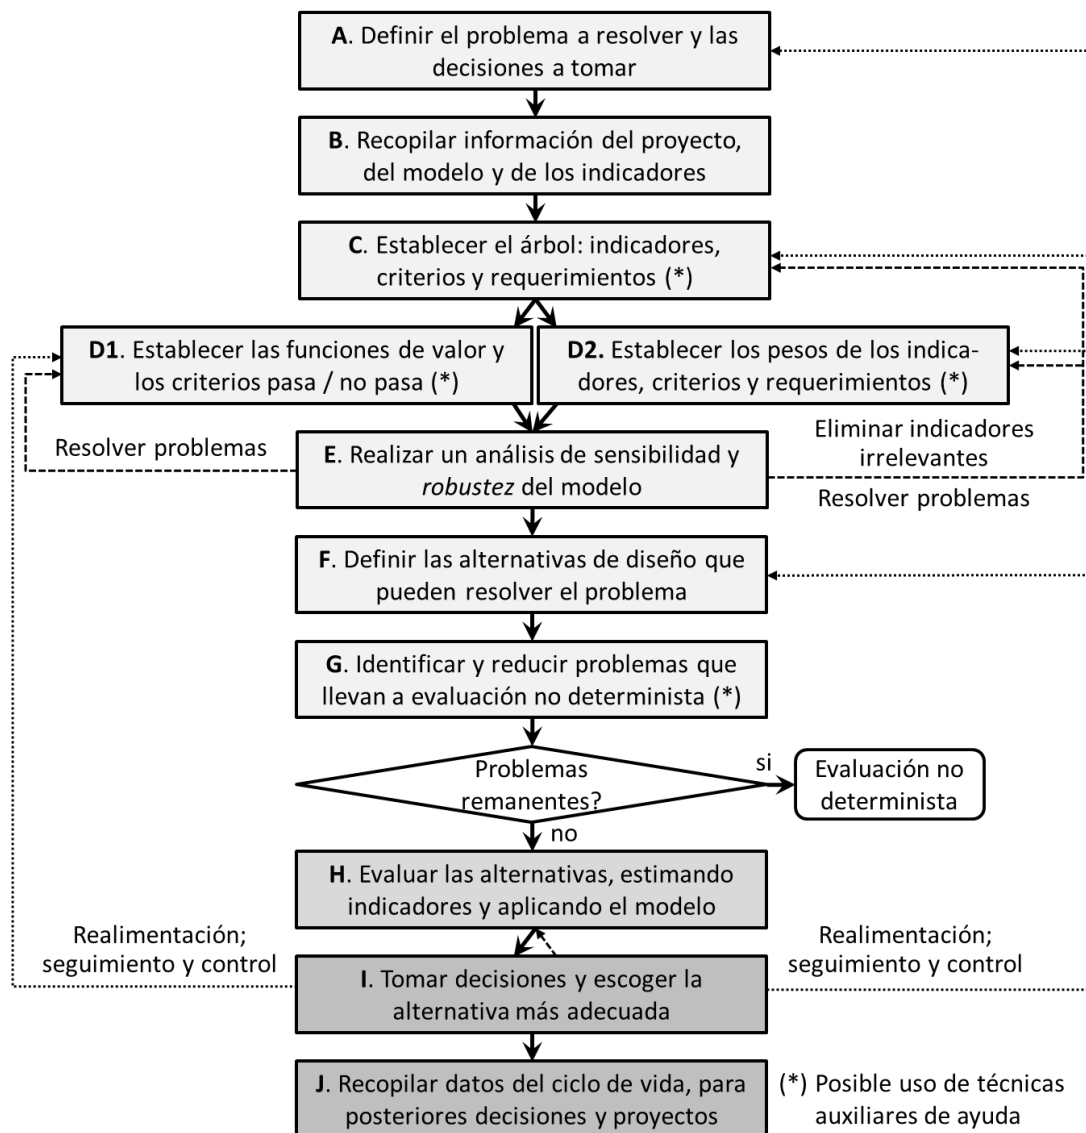 A. Definir el problema a resolver y las
decisiones a tomar
B. Recopilar información del proyecto,
del modelo y de los indicadores
C. Establecer el árbol: indicadores,
criterios y requerimientos (*)
D1. Establecer las funciones de valor y
los criterios pasa / no pasa (*)
D2. Establecer los pesos de los indica-
dores, criterios y requerimientos (*)
Resolver problemas
E. Realizar un análisis de sensibilidad y
robustez del modelo
Eliminar indicadores
irrelevantes
Resolver problemas
F. Definir las alternativas de diseño que
pueden resolver el problema
G. Identificar y reducir problemas que
llevan a evaluación no determinista (*)
Problemas
remanentes?
si
Evaluación no
determinista
no
H. Evaluar las alternativas, estimando
indicadores y aplicando el modelo
Realimentación;
seguimiento y control
Realimentación;
seguimiento y control
I. Tomar decisiones y escoger la
alternativa más adecuada
J. Recopilar datos del ciclo de vida, para
posteriores decisiones y proyectos
(*) Posible uso de técnicas
auxiliares de ayuda